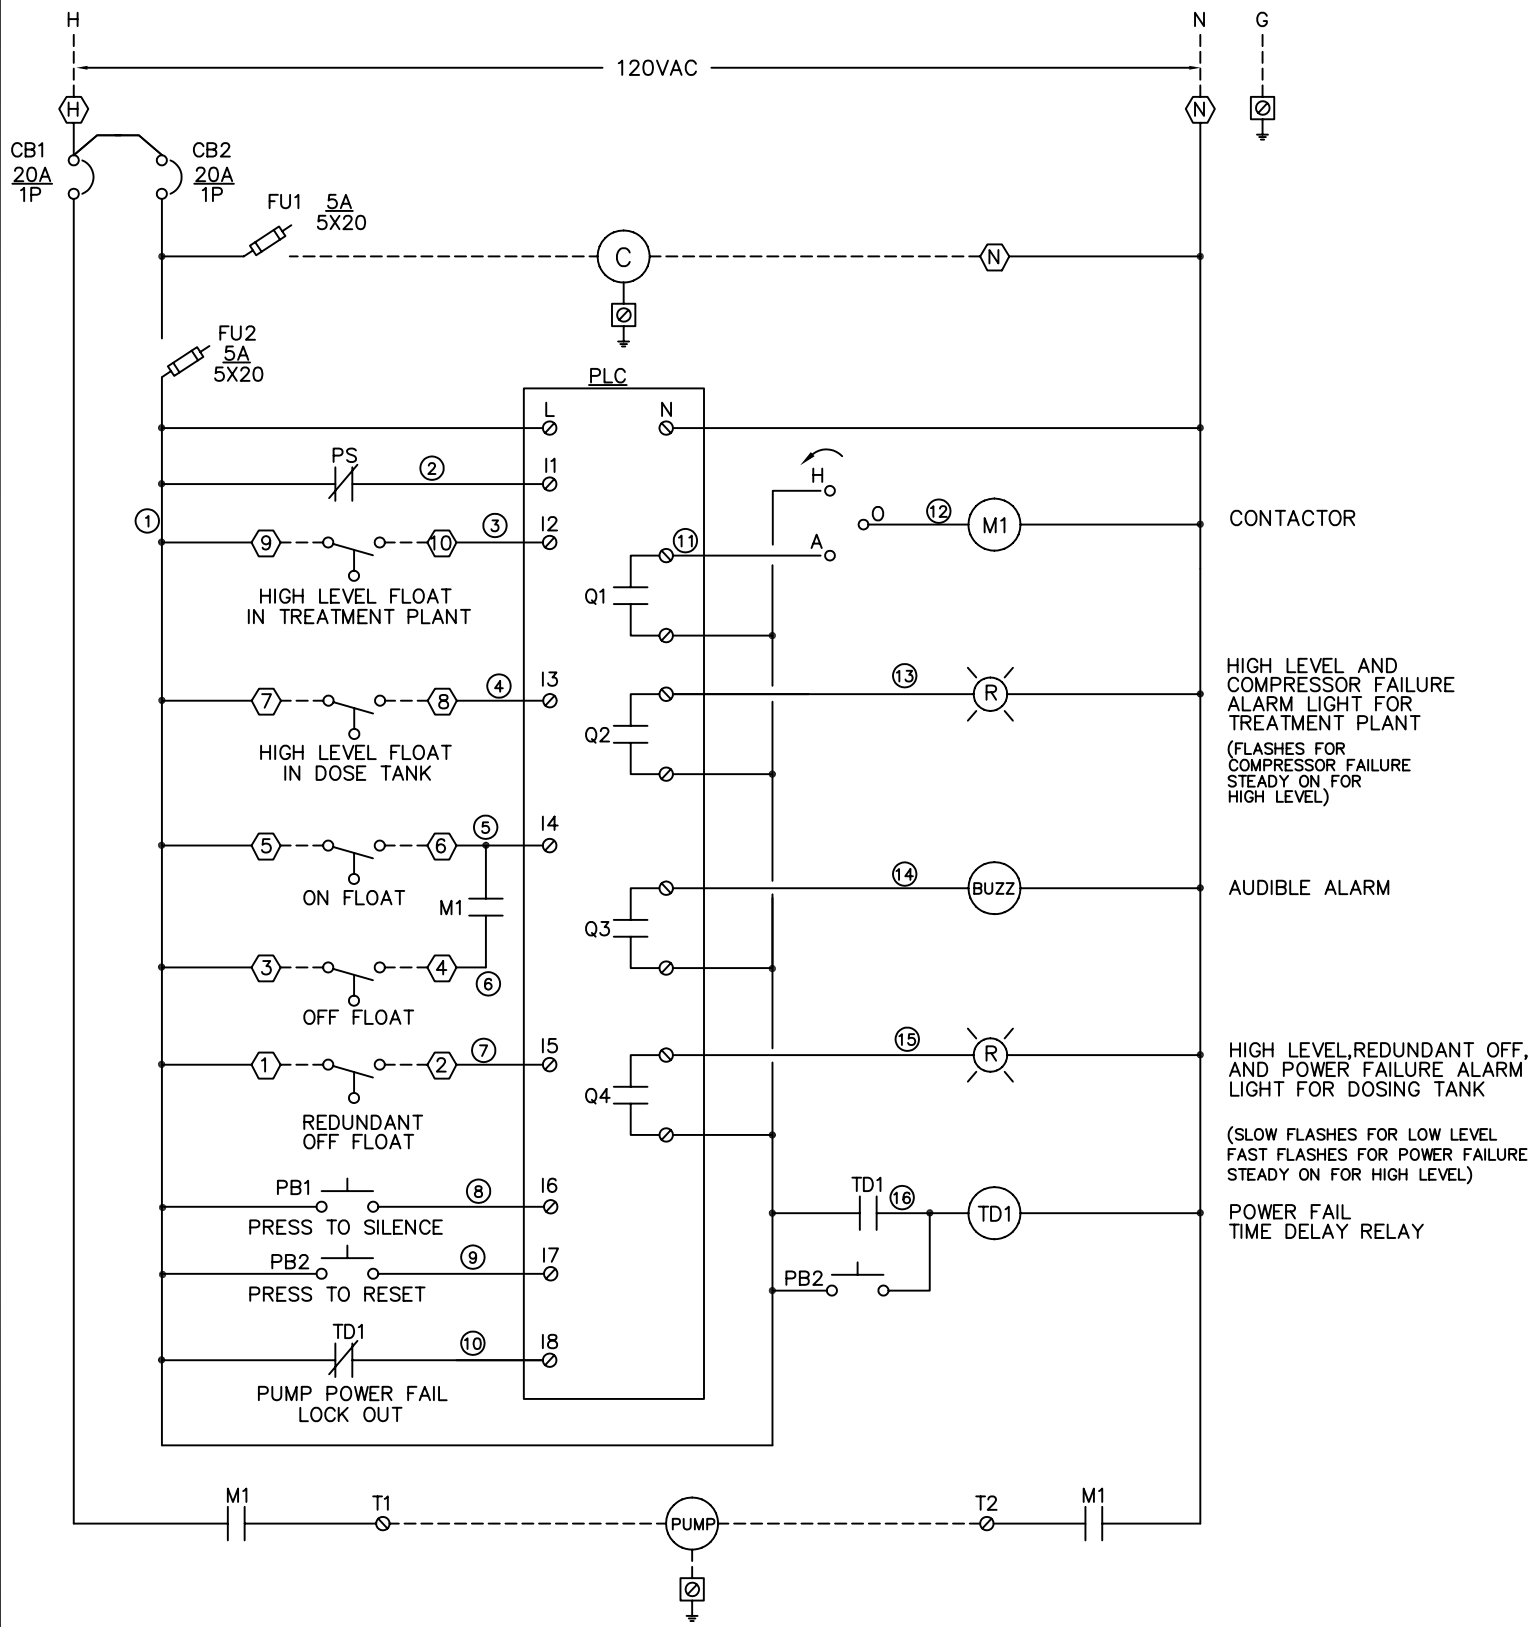 H
N
G
120VAC
H
N
CB1
20A
1P
CB2
20A
1P
FU1
5A
5X20
C
N
FU2
5A
5X20
PLC
L
N
PS
2
I1
H
1
9
10
3
I2
O
12
M1
CONTACTOR
11
A
HIGH LEVEL FLOAT
IN TREATMENT PLANT
Q1
7
8
4
I3
13
R
HIGH LEVEL AND
COMPRESSOR FAILURE
ALARM LIGHT FOR
TREATMENT PLANT
(FLASHES FOR
COMPRESSOR FAILURE
STEADY ON FOR
HIGH LEVEL)
Q2
HIGH LEVEL FLOAT
IN DOSE TANK
5
6
5
I4
ON FLOAT
M1
14
BUZZ
AUDIBLE ALARM
Q3
3
4
6
OFF FLOAT
1
2
7
I5
15
R
HIGH LEVEL,REDUNDANT OFF,
AND POWER FAILURE ALARM
LIGHT FOR DOSING TANK
Q4
REDUNDANT
OFF FLOAT
(SLOW FLASHES FOR LOW LEVEL
FAST FLASHES FOR POWER FAILURE
STEADY ON FOR HIGH LEVEL)
PB1
8
I6
PRESS TO SILENCE
TD1
16
TD1
POWER FAIL
TIME DELAY RELAY
PB2
9
I7
PRESS TO RESET
PB2
TD1
10
I8
PUMP POWER FAIL
LOCK OUT
M1
T1
PUMP
T2
M1